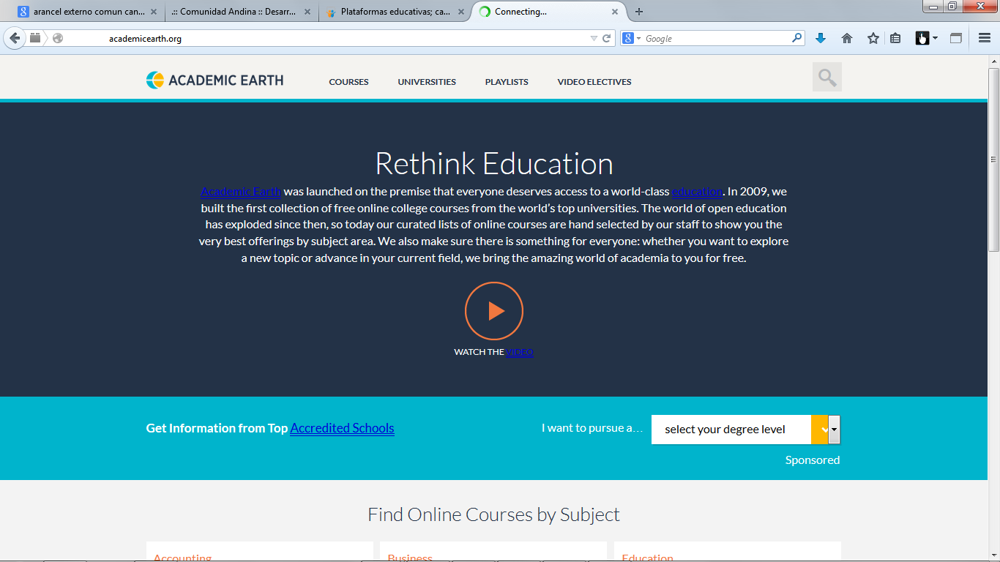 arancel externo comun can...
.:: Comunidad Andina :: Desarr...
Plataformas educativas; ca...
Connecting...
academicearth.org
Google
ACADEMIC EARTH
COURSES
UNIVERSITIES
PLAYLISTS
VIDEO ELECTIVES
Rethink Education
Academic Earth was launched on the premise that everyone deserves access to a world-class education. In 2009, we
built the first collection of free online college courses from the world’s top universities. The world of open education
has exploded since then, so today our curated lists of online courses are hand selected by our staff to show you the
very best offerings by subject area. We also make sure there is something for everyone: whether you want to explore
a new topic or advance in your current field, we bring the amazing world of academia to you for free.
WATCH THE VIDEO
Get Information from Top Accredited Schools
I want to pursue a…
select your degree level
Sponsored
Find Online Courses by Subject
Accounting
Business
Education